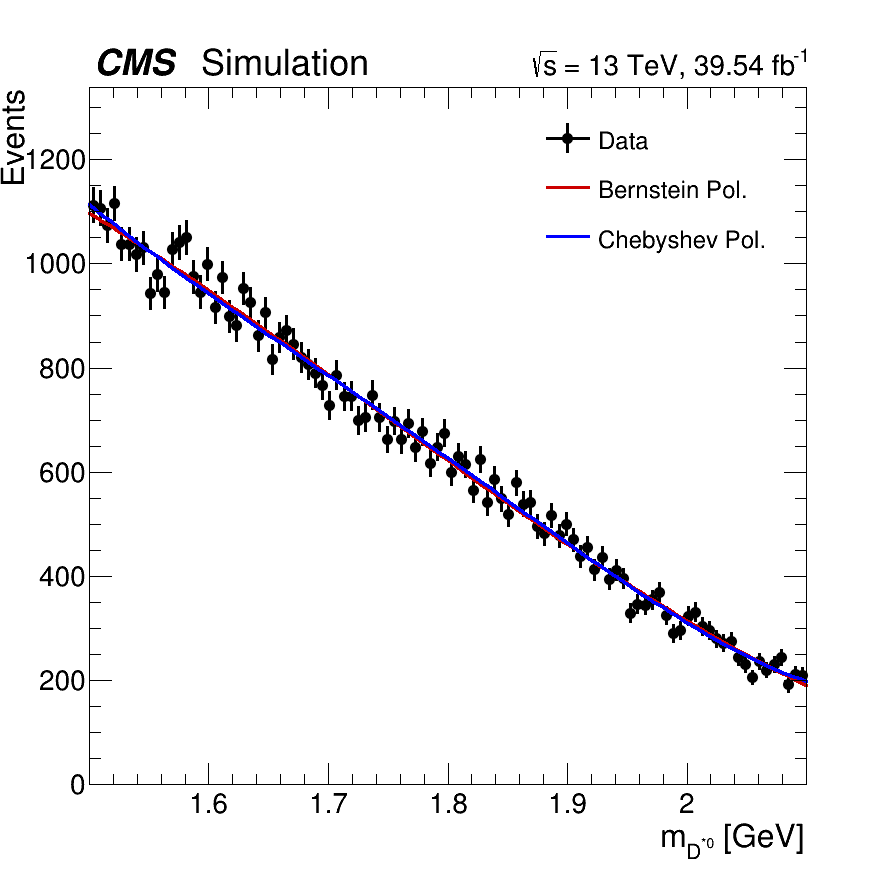 CMS Simulation
√s = 13 TeV, 39.54 fb⁻¹
Events
Data
Bernstein Pol.
Chebyshev Pol.
1200
1000
800
600
400
200
0
1.6 1.7 1.8 1.9 2
m_D*0 [GeV]